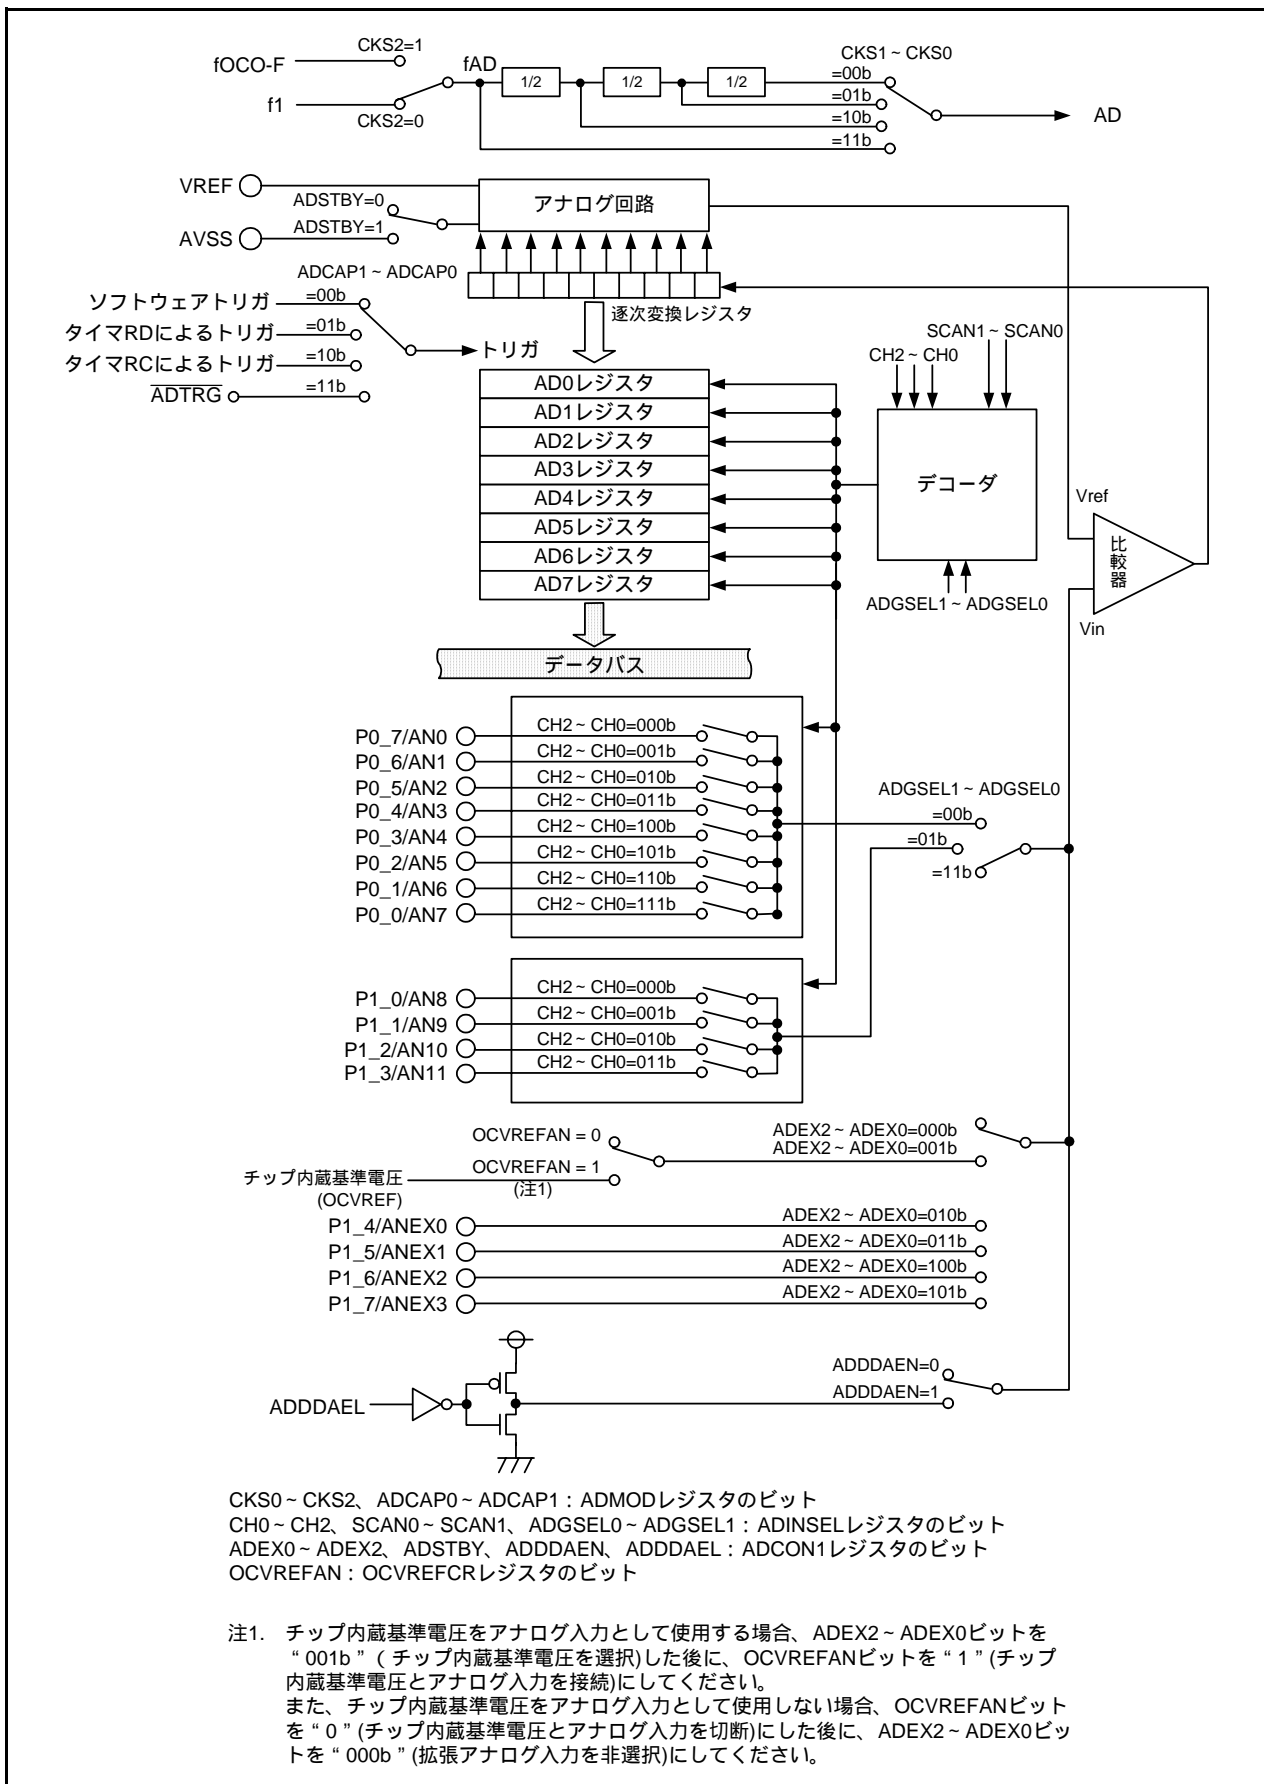 CKS2=1
fOCO-F
fAD
CKS1~CKS0
1/2
1/2
1/2
=00b
=01b
=10b
=11b
f1
CKS2=0
AD
VREF
ADSTBY=0
アナログ回路
AVSS
ADSTBY=1
ADCAP1~ADCAP0
ソフトウェアトリガ
=00b
逐次変換レジスタ
タイマRDによるトリガ
=01b
トリガ
タイマRCによるトリガ
=10b
ADTRG
=11b
SCAN1~SCAN0
CH2~CH0
AD0レジスタ
AD1レジスタ
AD2レジスタ
AD3レジスタ
AD4レジスタ
AD5レジスタ
AD6レジスタ
AD7レジスタ
デコーダ
Vref
比較器
ADGSEL1~ADGSEL0
Vin
データバス
P0_7/AN0
CH2~CH0=000b
P0_6/AN1
CH2~CH0=001b
P0_5/AN2
CH2~CH0=010b
P0_4/AN3
CH2~CH0=011b
P0_3/AN4
CH2~CH0=100b
P0_2/AN5
CH2~CH0=101b
P0_1/AN6
CH2~CH0=110b
P0_0/AN7
CH2~CH0=111b
ADGSEL1~ADGSEL0
=00b
=01b
=11b
P1_0/AN8
CH2~CH0=000b
P1_1/AN9
CH2~CH0=001b
P1_2/AN10
CH2~CH0=010b
P1_3/AN11
CH2~CH0=011b
OCVREFAN = 0
ADEX2~ADEX0=000b
ADEX2~ADEX0=001b
チップ内蔵基準電圧
(OCVREF)
OCVREFAN = 1
(注1)
P1_4/ANEX0
ADEX2~ADEX0=010b
P1_5/ANEX1
ADEX2~ADEX0=011b
P1_6/ANEX2
ADEX2~ADEX0=100b
P1_7/ANEX3
ADEX2~ADEX0=101b
ADDDAEL
ADDDAEN=0
ADDDAEN=1
CKS0~CKS2、ADCAP0~ADCAP1:ADMODレジスタのビット
CH0~CH2、SCAN0~SCAN1、ADGSEL0~ADGSEL1:ADINSELレジスタのビット
ADEX0~ADEX2、ADSTBY、ADDDAEN、ADDDAEL:ADCON1レジスタのビット
OCVREFAN:OCVREFCRレジスタのビット
注1. チップ内蔵基準電圧をアナログ入力として使用する場合、ADEX2~ADEX0ビットを
“001b”(チップ内蔵基準電圧を選択)した後に、OCVREFANビットを“1”(チップ
内蔵基準電圧とアナログ入力を接続)にしてください。
また、チップ内蔵基準電圧をアナログ入力として使用しない場合、OCVREFANビット
を“0”(チップ内蔵基準電圧とアナログ入力を切断)にした後に、ADEX2~ADEX0ビッ
トを“000b”(拡張アナログ入力を非選択)にしてください。